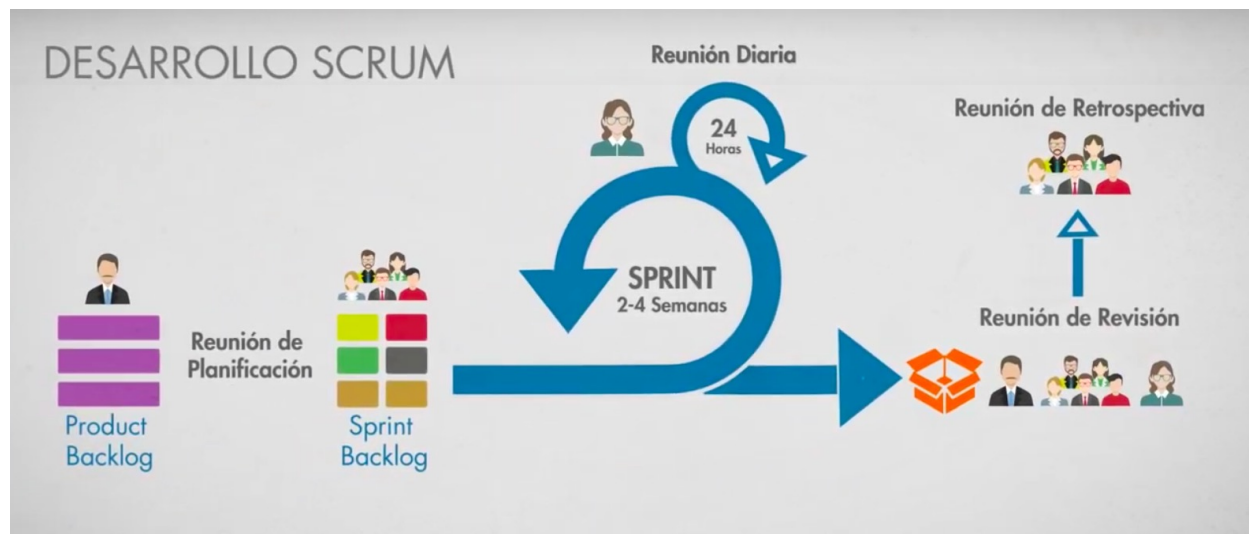 DESARROLLO SCRUM
Reunión Diaria
24
Horas
Reunión de Retrospectiva
SPRINT
2-4 Semanas
Reunión de Revisión
Reunión de
Planificación
Product
Backlog
Sprint
Backlog